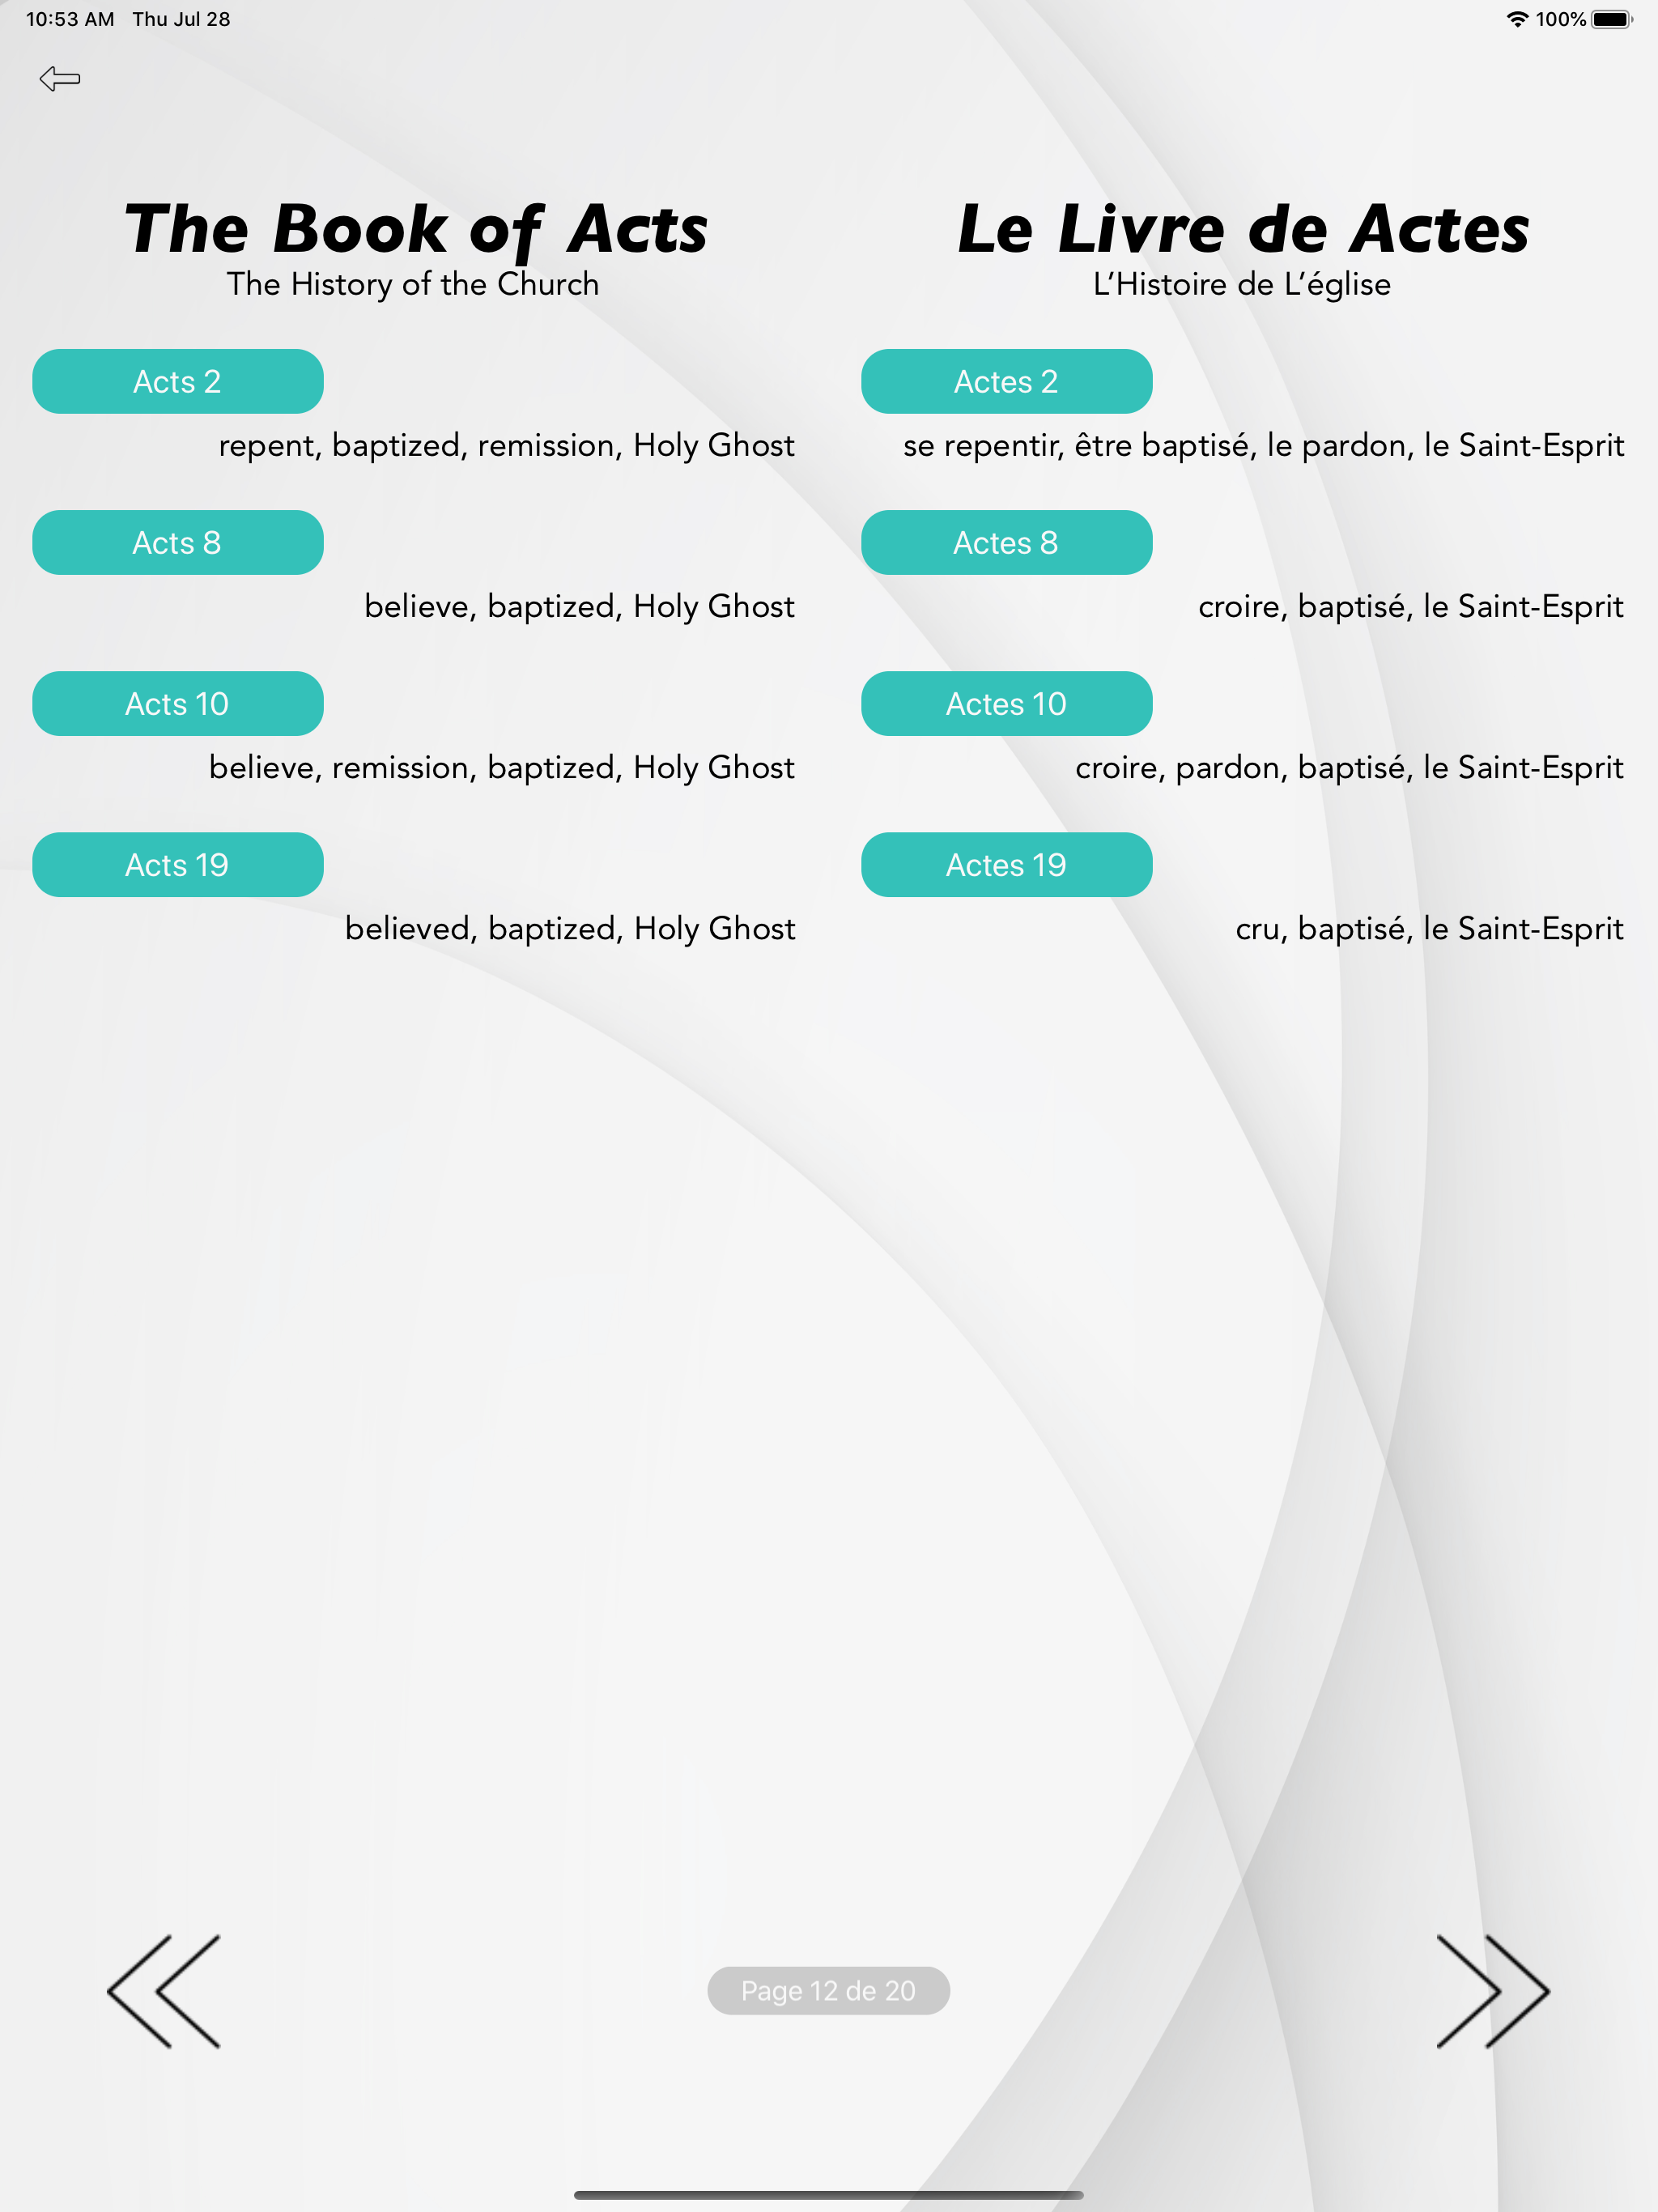 10:53 AM Thu Jul 28
100%
The Book of Acts
The History of the Church
Acts 2
repent, baptized, remission, Holy Ghost
Acts 8
believe, baptized, Holy Ghost
Acts 10
believe, remission, baptized, Holy Ghost
Acts 19
believed, baptized, Holy Ghost
Le Livre de Actes
L’Histoire de L’église
Actes 2
se repentir, être baptisé, le pardon, le Saint-Esprit
Actes 8
croire, baptisé, le Saint-Esprit
Actes 10
croire, pardon, baptisé, le Saint-Esprit
Actes 19
cru, baptisé, le Saint-Esprit
Page 12 de 20